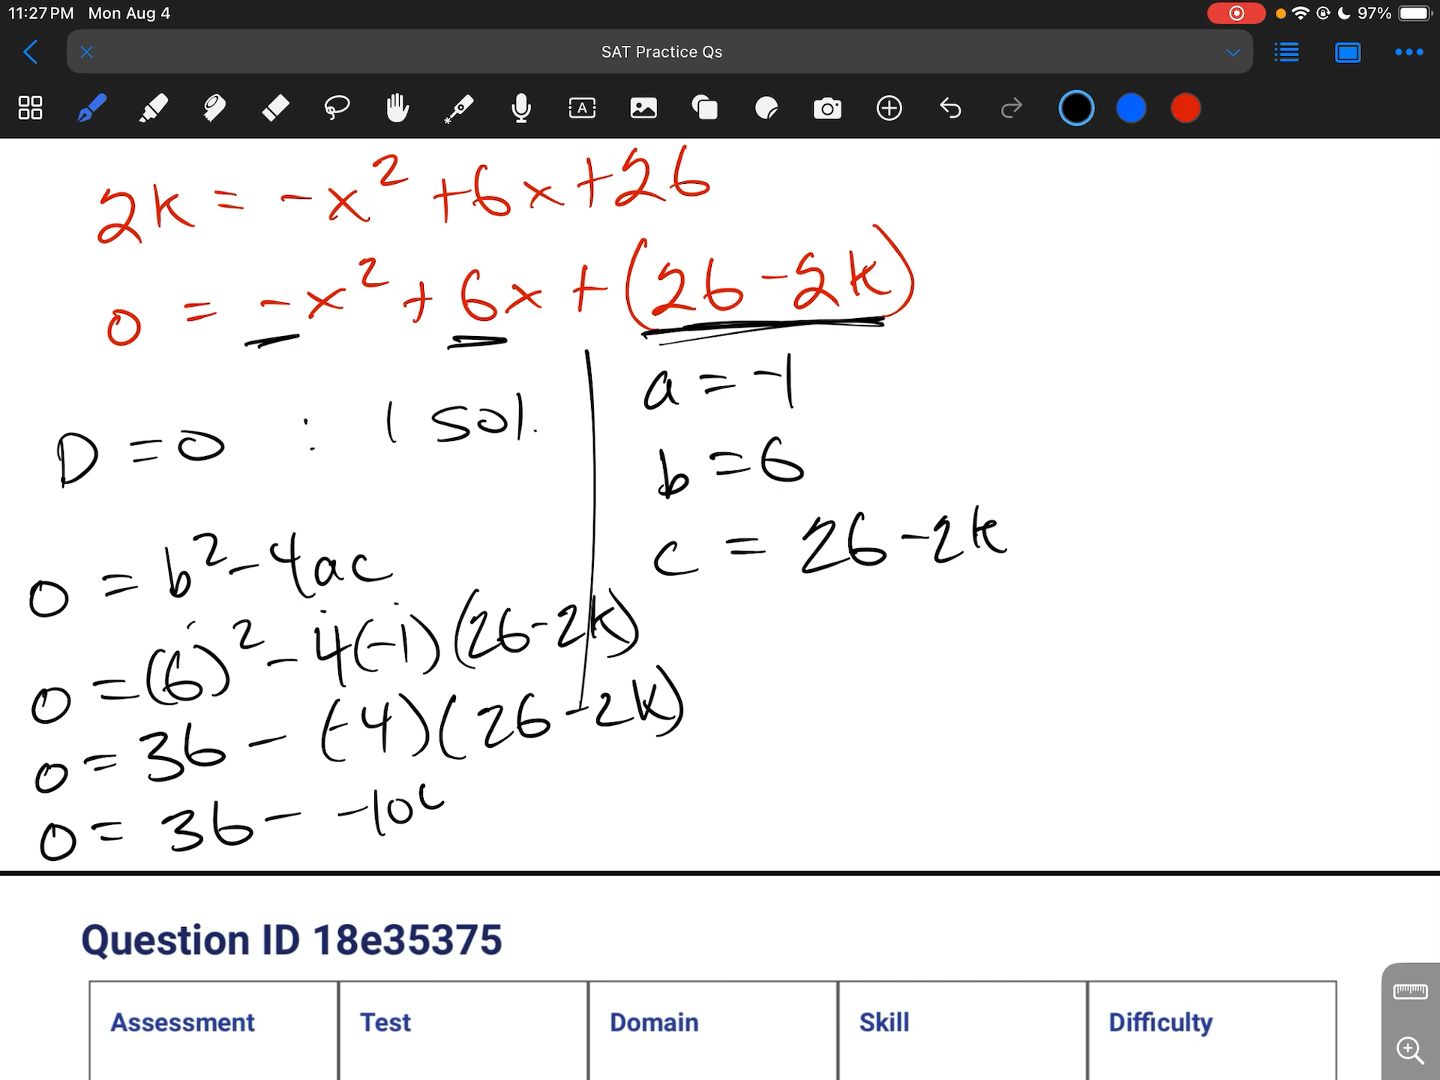 11:27 PM Mon Aug 4
97%
SAT Practice Qs
2k = -x² + 6x + 26
0 = -x² + 6x + (26 - 2k)
a = -1
D = 0 : 1 sol.
b = 6
c = 26 - 2k
0 = b² - 4ac
0 = (6)² - 4(-1)(26 - 2k)
0 = 36 - (-4)(26 - 2k)
0 = 36 - -10
Question ID 18e35375
Assessment Test Domain Skill Difficulty